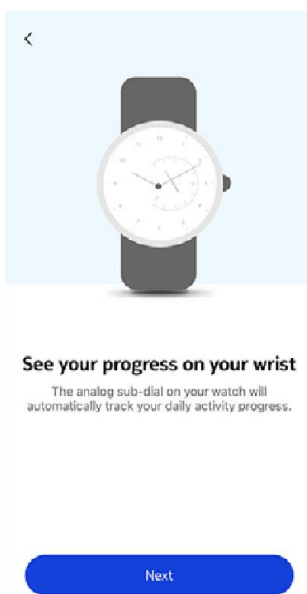 See your progress on your wrist
The analog sub-dial on your watch will
automatically track your daily activity progress.
Next